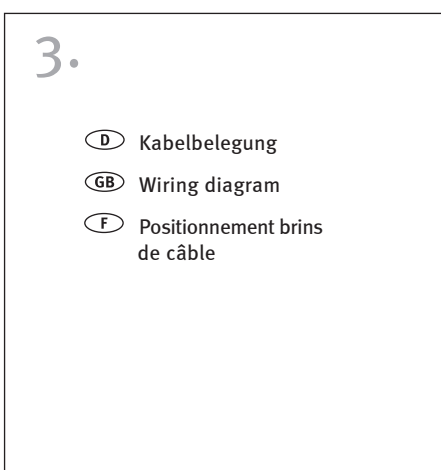 3.
D Kabelbelegung
GB Wiring diagram
F Positionnement brins
de câble